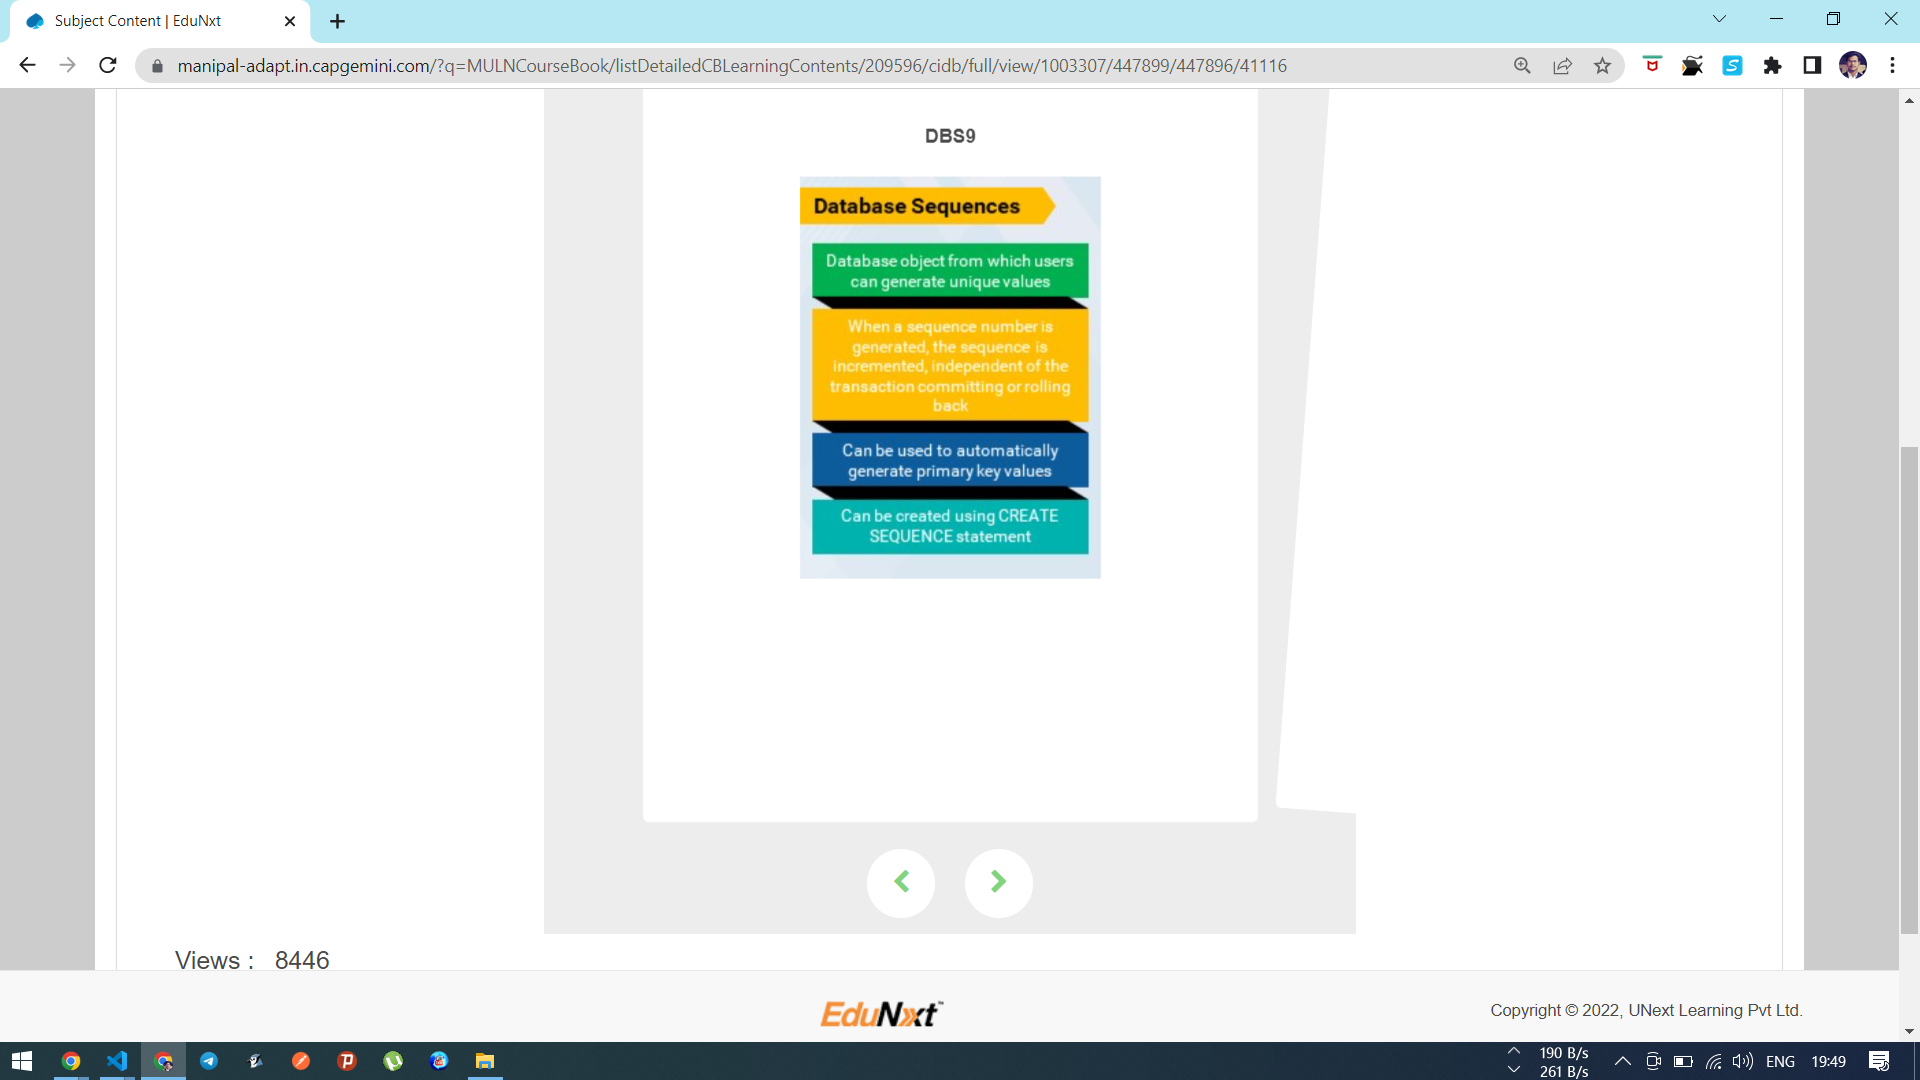 Subject Content | EduNxt
manipal-adapt.in.capgemini.com/?q=MULNCourseBook/listDetailedCBLearningContents/209596/cidb/full/view/1003307/447899/447896/41116
DBS9
Database Sequences
Database object from which users
can generate unique values
When a sequence number is
generated, the sequence is
incremented, independent of the
transaction committing or rolling
back
Can be used to automatically
generate primary key values
Can be created using CREATE
SEQUENCE statement
Views : 8446
EduNxt
Copyright © 2022, UNext Learning Pvt Ltd.
190 B/s
261 B/s
ENG
19:49